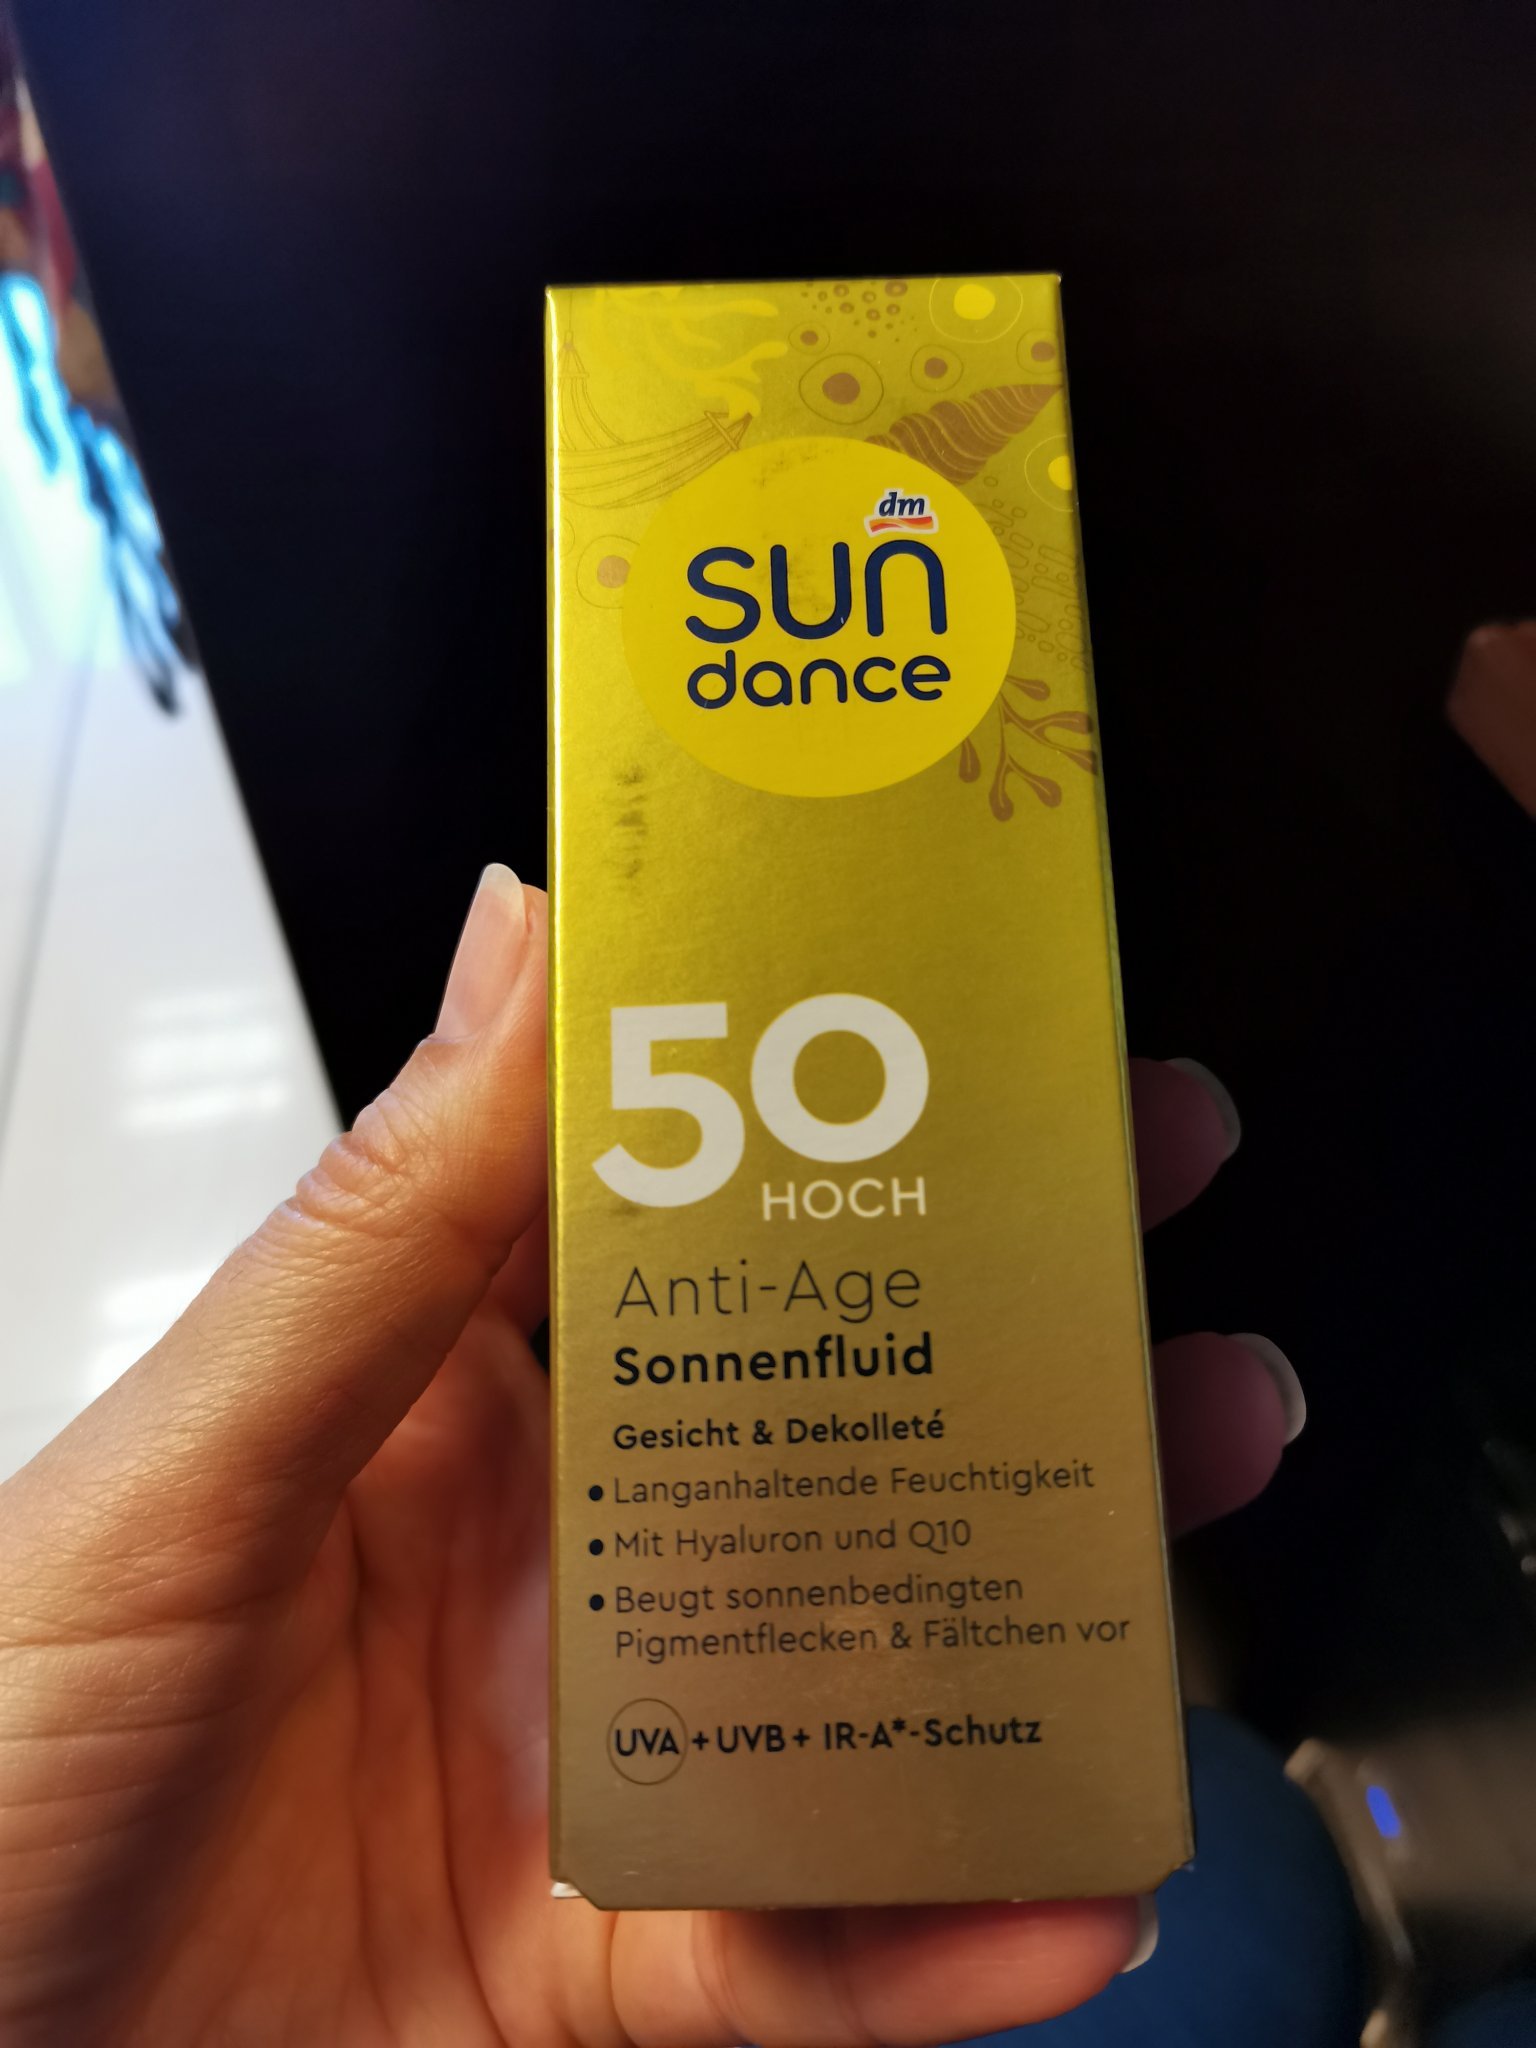 dm
sun
dance
50
HOCH
Anti-Age
Sonnenfluid
Gesicht & Dekolleté
• Langanhaltende Feuchtigkeit
• Mit Hyaluron und Q10
• Beugt sonnenbedingten
Pigmentflecken & Fältchen vor
UVA + UVB + IR-A*-Schutz